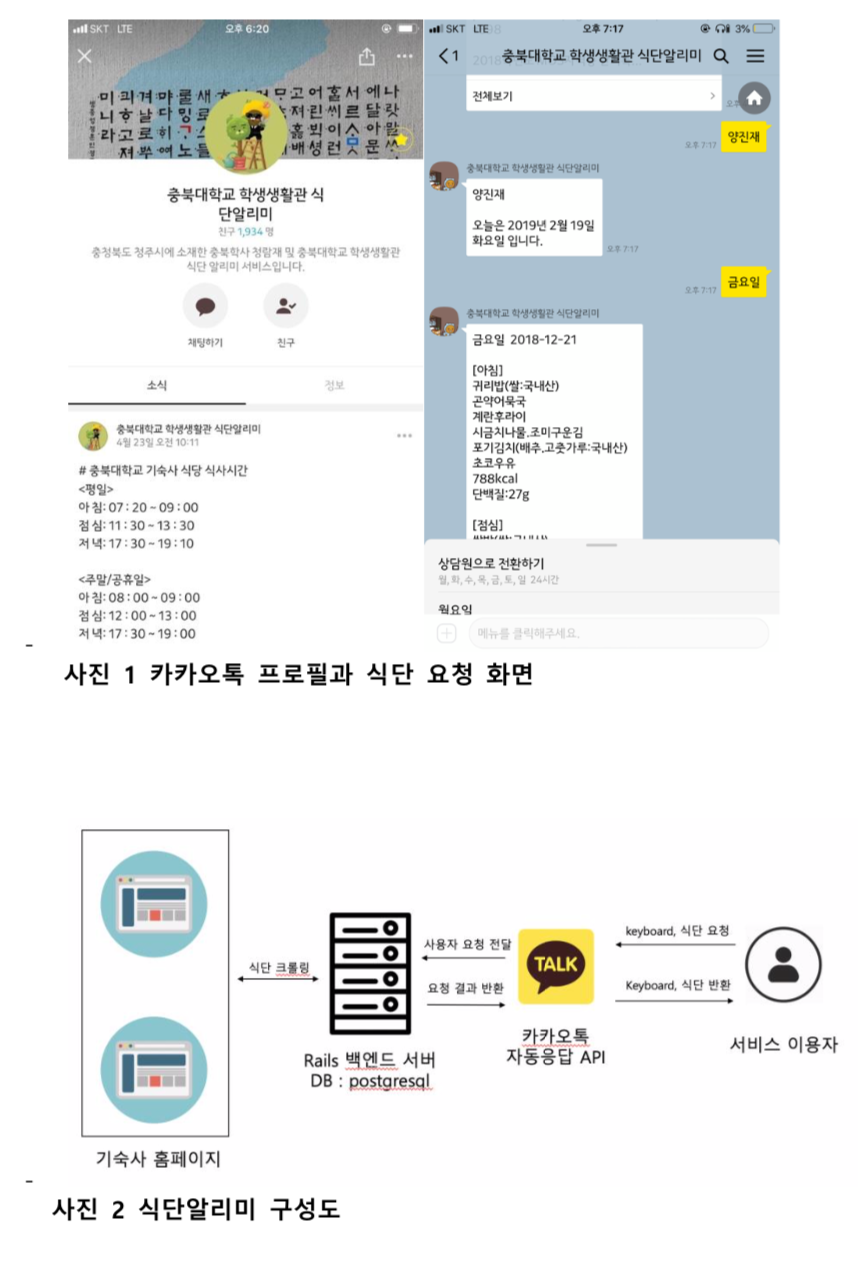 SKT LTE
오후 6:20
충북대학교 학생생활관 식
단알리미
친구 1,934 명
충청북도 청주시에 소재한 충북학사 청람재 및 충북대학교 학생생활관
식단 알리미 서비스입니다.
채팅하기
친구
소식
정보
충북대학교 학생생활관 식단알리미
4월 23일 오전 10:11
# 충북대학교 기숙사 식당 식사시간
<평일>
아침: 07 : 20 ~ 09 : 00
점심: 11 : 30 ~ 13 : 30
저녁: 17 : 30 ~ 19 : 10
<주말/공휴일>
아침: 08 : 00 ~ 09 : 00
점심: 12 : 00 ~ 13 : 00
저녁: 17 : 30 ~ 19 : 00
SKT LTE
오후 7:17
3%
1
충북대학교 학생생활관 식단알리미
전체보기
오후 7:17
양진재
충북대학교 학생생활관 식단알리미
양진재
오늘은 2019년 2월 19일
화요일 입니다.
오후 7:17
오후 7:17
금요일
충북대학교 학생생활관 식단알리미
금요일 2018-12-21
[아침]
귀리밥(쌀:국내산)
곤약어묵국
계란후라이
시금치나물.조미구운김
포기김치(배추,고춧가루:국내산)
초코우유
788kcal
단백질:27g
[점심]
상담원으로 전환하기
월, 화, 수, 목, 금, 토, 일 24시간
월요일
메뉴를 클릭해주세요.
-
사진 1 카카오톡 프로필과 식단 요청 화면
식단 크롤링
사용자 요청 전달
요청 결과 반환
TALK
keyboard, 식단 요청
Keyboard, 식단 반환
Rails 백엔드 서버
DB : postgresql
카카오톡
자동응답 API
서비스 이용자
기숙사 홈페이지
-
사진 2 식단알리미 구성도